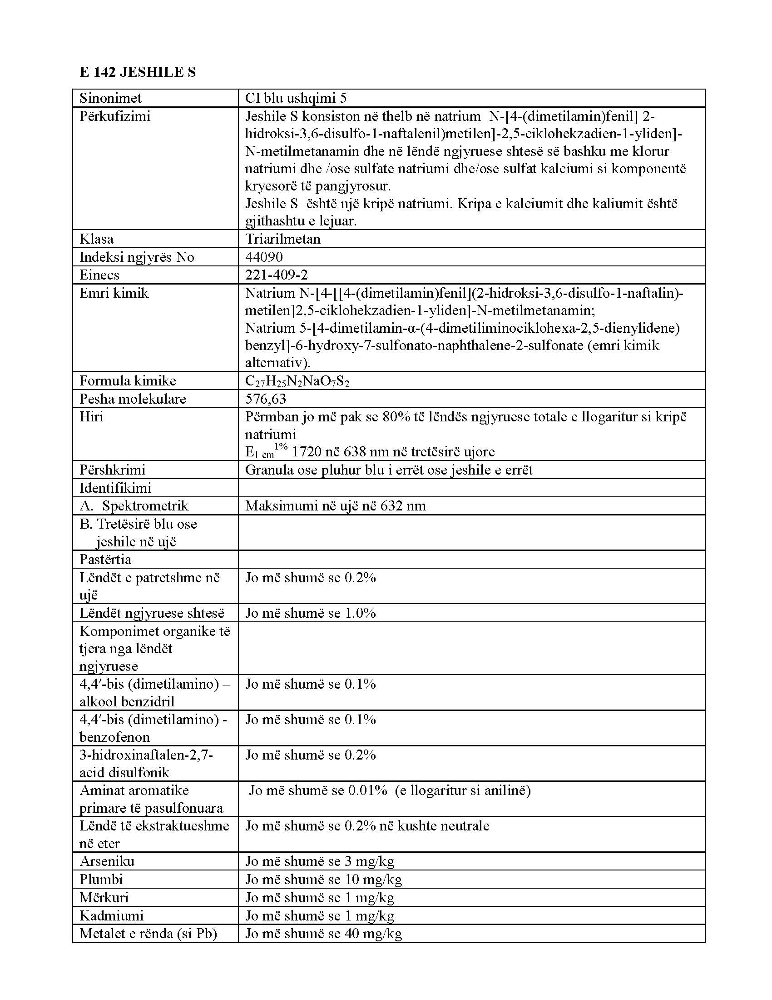 E 142 JESHILE S
Sinonimet CI blu ushqimi 5
Përkufizimi Jeshile S konsiston në thelb në natrium N-[4-(dimetilamin)fenil] 2-
hidroksi-3,6-disulfo-1-naftalenil)metilen]-2,5-ciklohekzadien-1-yliden]-
N-metilmetanamin dhe në lëndë ngjyruese shtesë së bashku me klorur
natriumi dhe /ose sulfate natriumi dhe/ose sulfat kalciumi si komponentë
kryesorë të pangjyrosur.
Jeshile S është një kripë natriumi. Kripa e kalciumit dhe kaliumit është
gjithashtu e lejuar.
Klasa Triarilmetan
Indeksi ngjyrës No 44090
Einecs 221-409-2
Emri kimik Natrium N-[4-[[4-(dimetilamin)fenil](2-hidroksi-3,6-disulfo-1-naftalin)-
metilen]2,5-ciklohekzadien-1-yliden]-N-metilmetanamin;
Natrium 5-[4-dimetilamin-α-(4-dimetiliminociklohexa-2,5-dienylidene)
benzyl]-6-hydroxy-7-sulfonato-naphthalene-2-sulfonate (emri kimik
alternativ).
Formula kimike C₂₇H₂₅N₂NaO₇S₂
Pesha molekulare 576,63
Hiri Përmban jo më pak se 80% të lëndës ngjyruese totale e llogaritur si kripë
natriumi
E1 cm1% 1720 në 638 nm në tretësirë ujore
Përshkrimi Granula ose pluhur blu i errët ose jeshile e errët
Identifikimi
A. Spektrometrik Maksimumi në ujë në 632 nm
B. Tretësirë blu ose
jeshile në ujë
Pastërtia
Lëndët e patretshme në Jo më shumë se 0.2%
ujë
Lëndët ngjyruese shtesë Jo më shumë se 1.0%
Komponimet organike të
tjera nga lëndët
ngjyruese
4,4′-bis (dimetilamino) – Jo më shumë se 0.1%
alkool benzidril
4,4′-bis (dimetilamino) - Jo më shumë se 0.1%
benzofenon
3-hidroxinaftalen-2,7- Jo më shumë se 0.2%
acid disulfonik
Aminat aromatike Jo më shumë se 0.01% (e llogaritur si anilinë)
primare të pasulfonuara
Lëndë të ekstraktueshme Jo më shumë se 0.2% në kushte neutrale
në eter
Arseniku Jo më shumë se 3 mg/kg
Plumbi Jo më shumë se 10 mg/kg
Mërkuri Jo më shumë se 1 mg/kg
Kadmiumi Jo më shumë se 1 mg/kg
Metalet e rënda (si Pb) Jo më shumë se 40 mg/kg